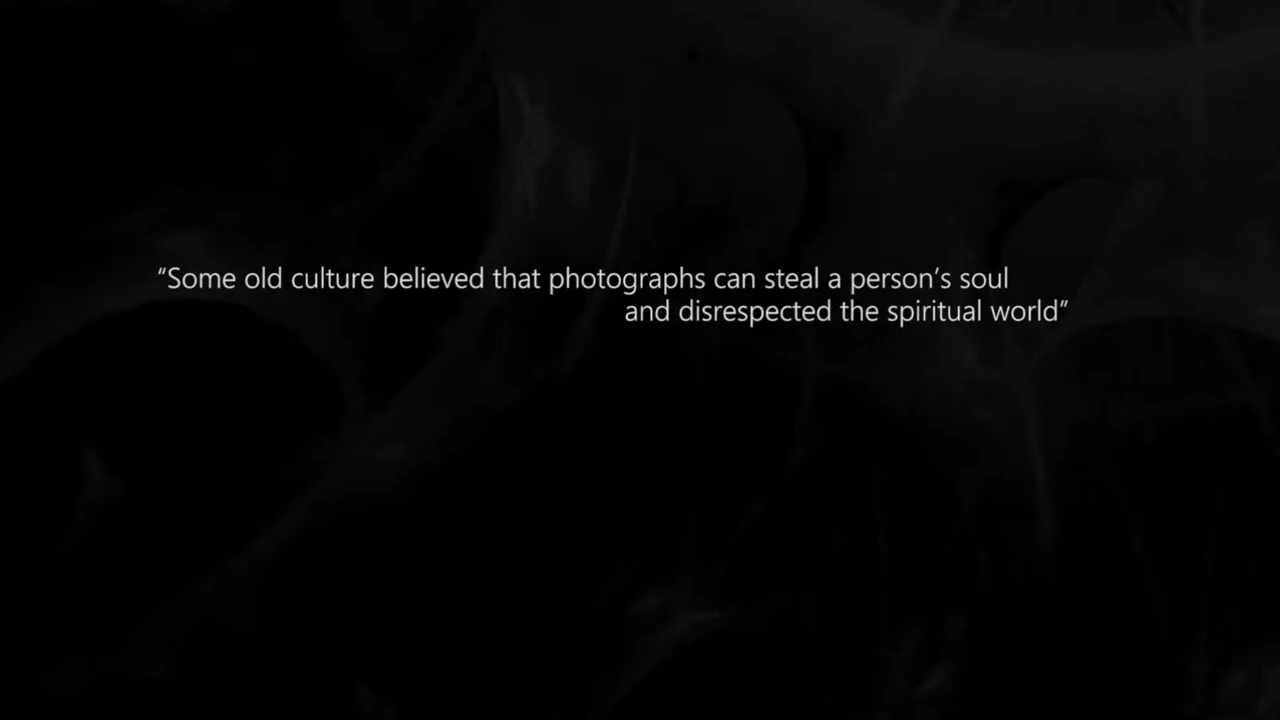 “Some old culture believed that photographs can steal a person’s soul
and disrespected the spiritual world”